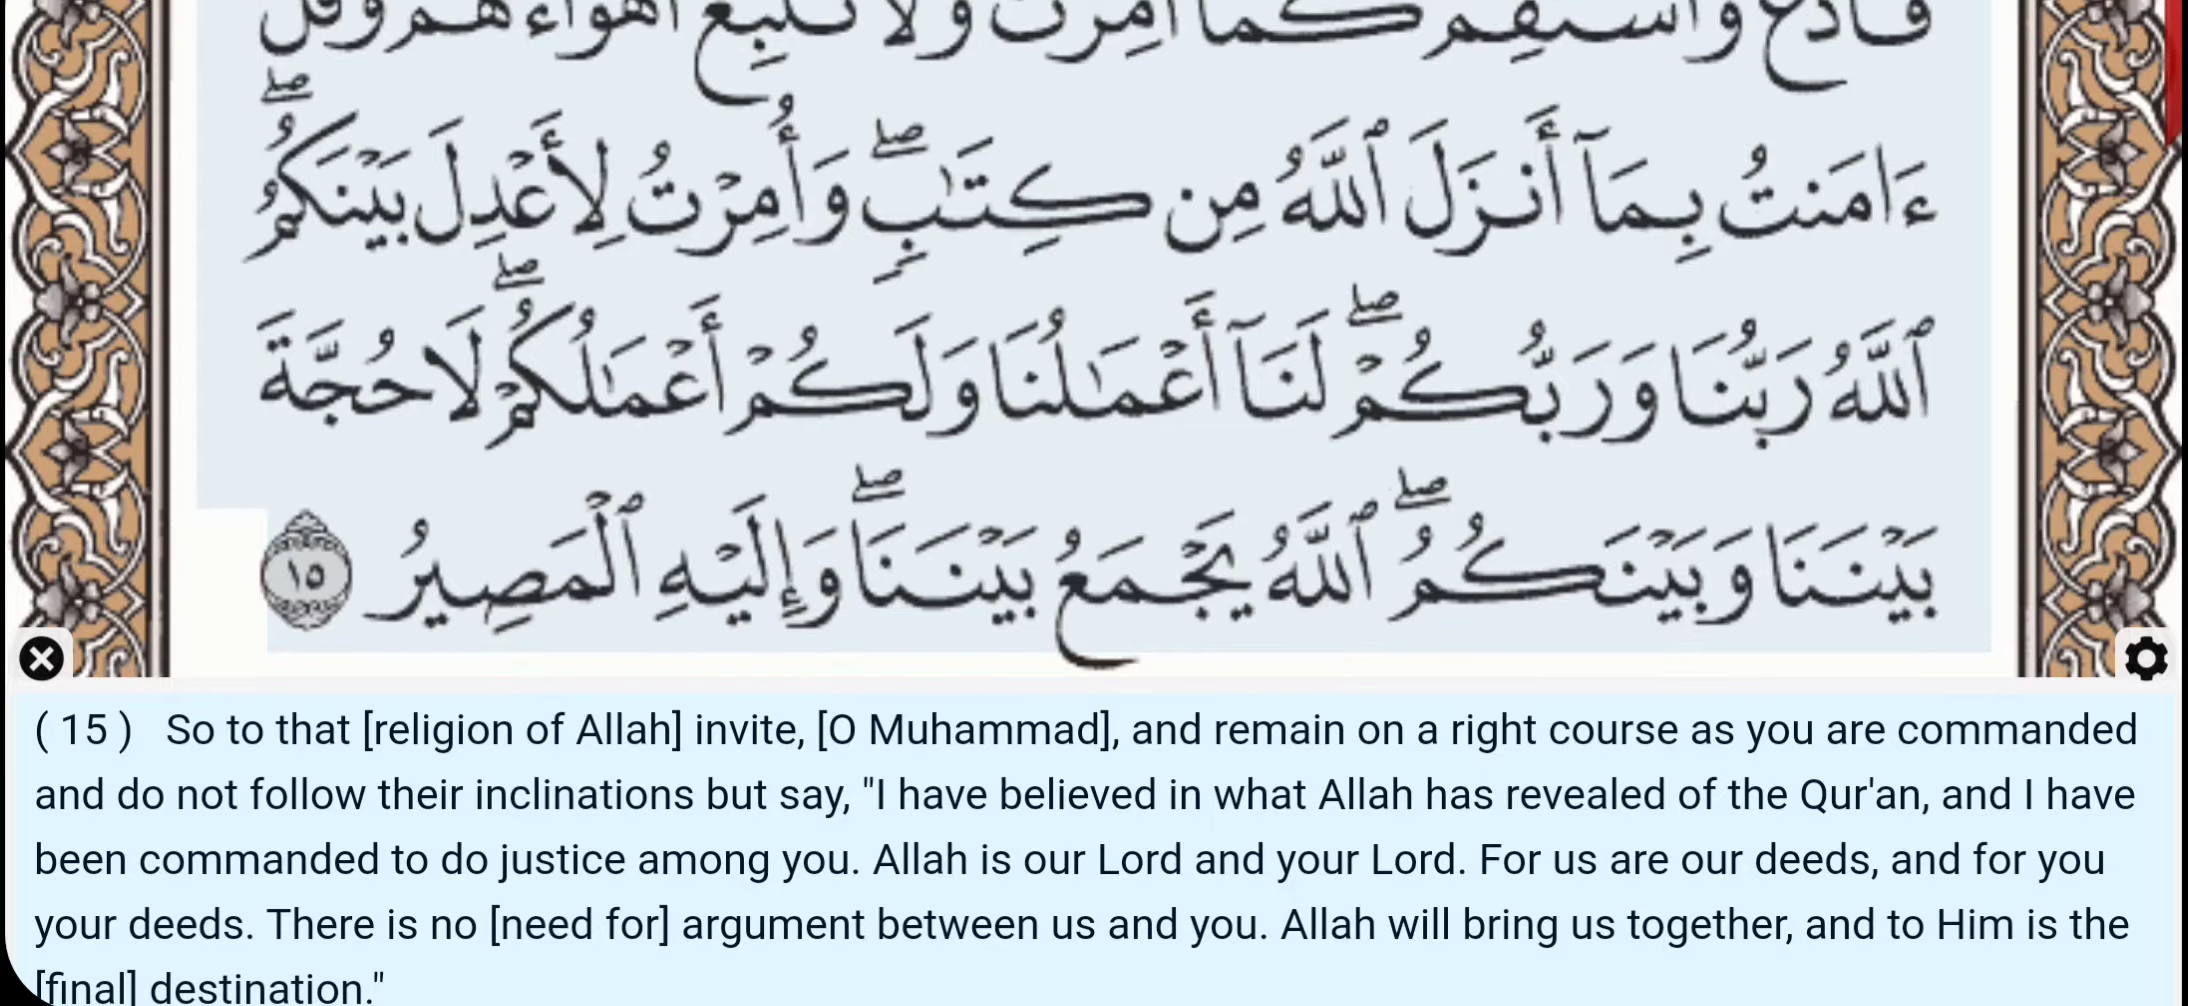 فَادْعُ وَاسْتَقِمْ كَمَا أُمِرْتَ وَلَا تَتَّبِعْ أَهْوَاءَهُمْ وَقُلْ
ءَامَنتُ بِمَآ أَنزَلَ ٱللَّهُ مِن كِتَٰبٍۖ وَأُمِرْتُ لِأَعْدِلَ بَيْنَكُمُۖ
ٱللَّهُ رَبُّنَا وَرَبُّكُمْۖ لَنَآ أَعْمَٰلُنَا وَلَكُمْ أَعْمَٰلُكُمْۖ لَا حُجَّةَ
بَيْنَنَا وَبَيْنَكُمُۖ ٱللَّهُ يَجْمَعُ بَيْنَنَاۖ وَإِلَيْهِ ٱلْمَصِيرُ ١٥
( 15 ) So to that [religion of Allah] invite, [O Muhammad], and remain on a right course as you are commanded
and do not follow their inclinations but say, "I have believed in what Allah has revealed of the Qur'an, and I have
been commanded to do justice among you. Allah is our Lord and your Lord. For us are our deeds, and for you
your deeds. There is no [need for] argument between us and you. Allah will bring us together, and to Him is the
[final] destination."